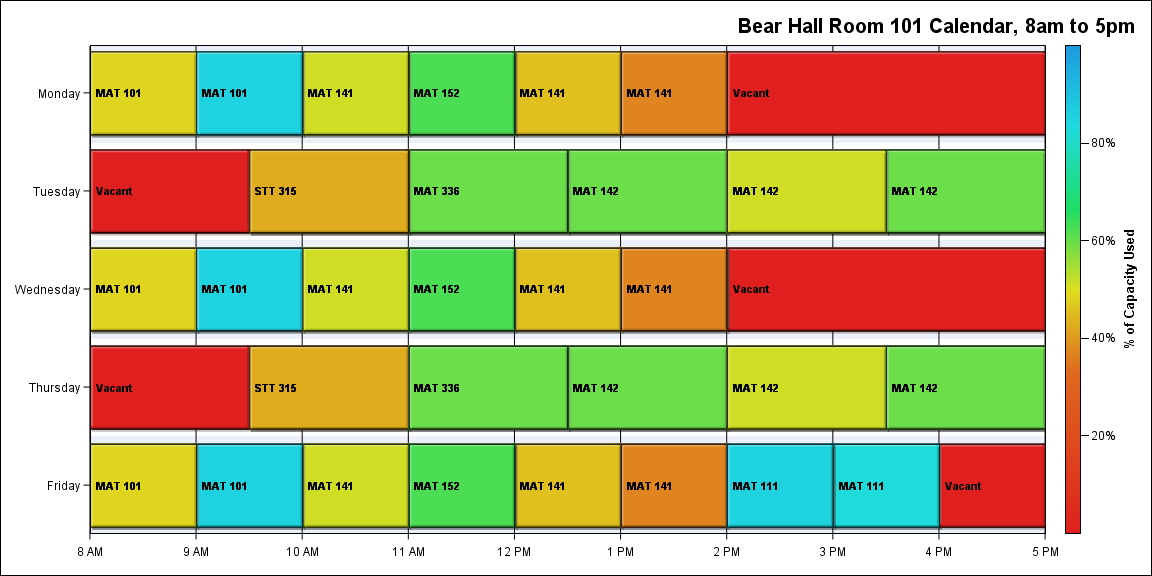 Bear Hall Room 101 Calendar, 8am to 5pm
Monday
MAT 101
MAT 101
MAT 141
MAT 152
MAT 141
MAT 141
Vacant
Tuesday
Vacant
STT 315
MAT 336
MAT 142
MAT 142
MAT 142
Wednesday
MAT 101
MAT 101
MAT 141
MAT 152
MAT 141
MAT 141
Vacant
Thursday
Vacant
STT 315
MAT 336
MAT 142
MAT 142
MAT 142
Friday
MAT 101
MAT 101
MAT 141
MAT 152
MAT 141
MAT 141
MAT 111
MAT 111
Vacant
8 AM
9 AM
10 AM
11 AM
12 PM
1 PM
2 PM
3 PM
4 PM
5 PM
80%
60%
40%
20%
% of Capacity Used